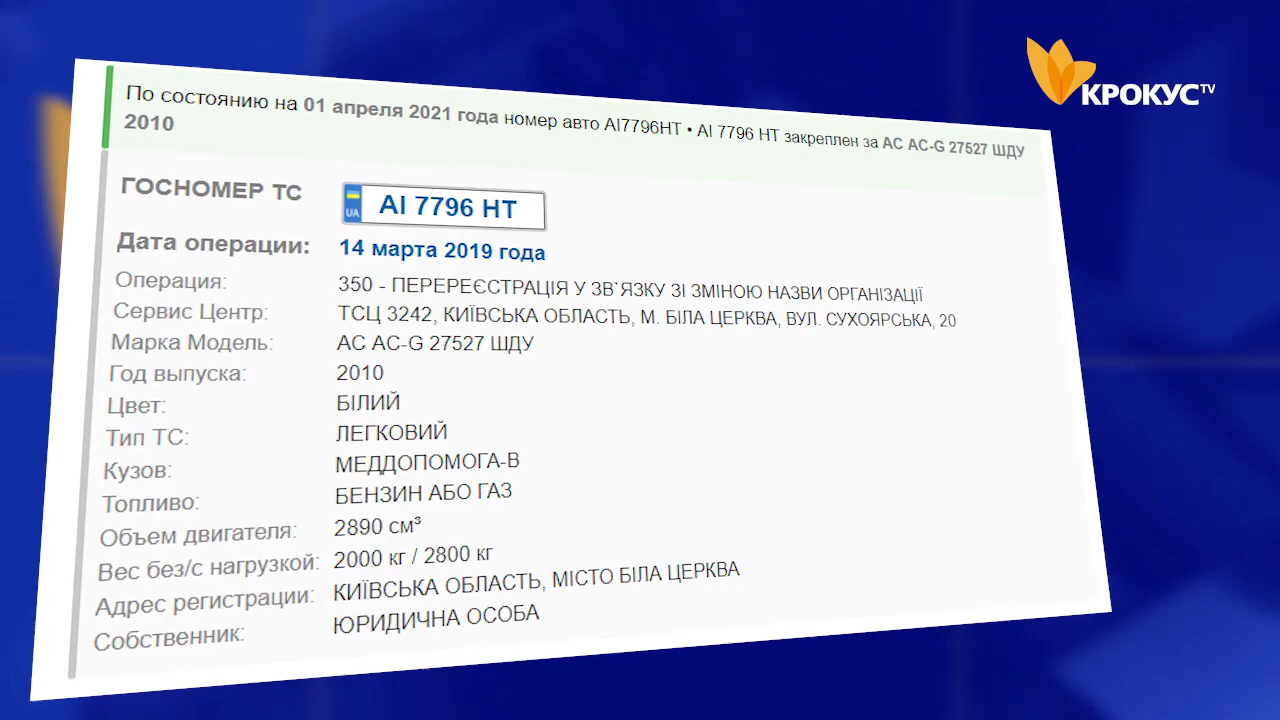 КРОКУС TV
По состоянию на 01 апреля 2021 года номер авто AI7796HT • AI 7796 HT закреплен за АС АС-G 27527 ШДУ
2010
ГОСНОМЕР ТС
UA AI 7796 HT
Дата операции: 14 марта 2019 года
Операция: 350 - ПЕРЕРЕЄСТРАЦІЯ У ЗВ`ЯЗКУ ЗІ ЗМІНОЮ НАЗВИ ОРГАНІЗАЦІЇ
Сервис Центр: ТСЦ 3242, КИЇВСЬКА ОБЛАСТЬ, М. БІЛА ЦЕРКВА, ВУЛ. СУХОЯРСЬКА, 20
Марка Модель: АС АС-G 27527 ШДУ
Год выпуска: 2010
Цвет: БІЛИЙ
Тип ТС: ЛЕГКОВИЙ
Кузов: МЕДДОПОМОГА-В
Топливо: БЕНЗИН АБО ГАЗ
Объем двигателя: 2890 см³
Вес без/с нагрузкой: 2000 кг / 2800 кг
Адрес регистрации: КИЇВСЬКА ОБЛАСТЬ, МІСТО БІЛА ЦЕРКВА
Собственник: ЮРИДИЧНА ОСОБА